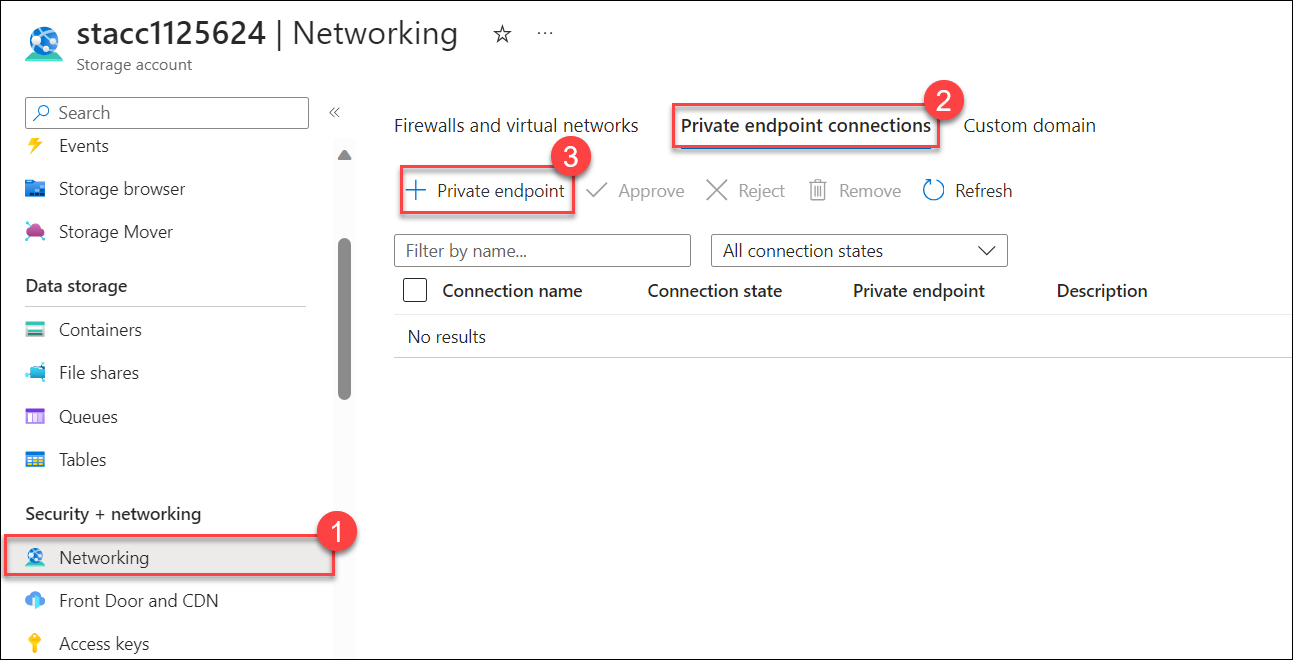 stacc1125624 | Networking ☆ ...
Storage account
Search «
Events
Storage browser
Storage Mover
Data storage
Containers
File shares
Queues
Tables
Security + networking
1
Networking
Front Door and CDN
Access keys
2
Firewalls and virtual networks Private endpoint connections Custom domain
3
+ Private endpoint Approve Reject Remove Refresh
Filter by name... All connection states
Connection name Connection state Private endpoint Description
No results